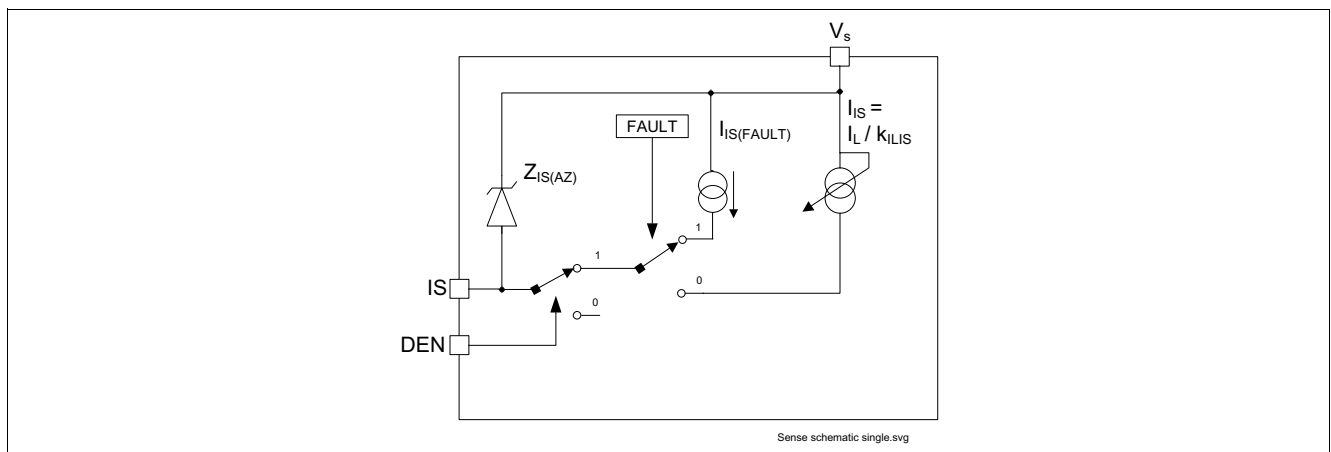 Vs
IIS =
FAULT
IIS(FAULT)
IL / kILIS
ZIS(AZ)
1
1
0
IS
0
DEN
Sense schematic single.svg